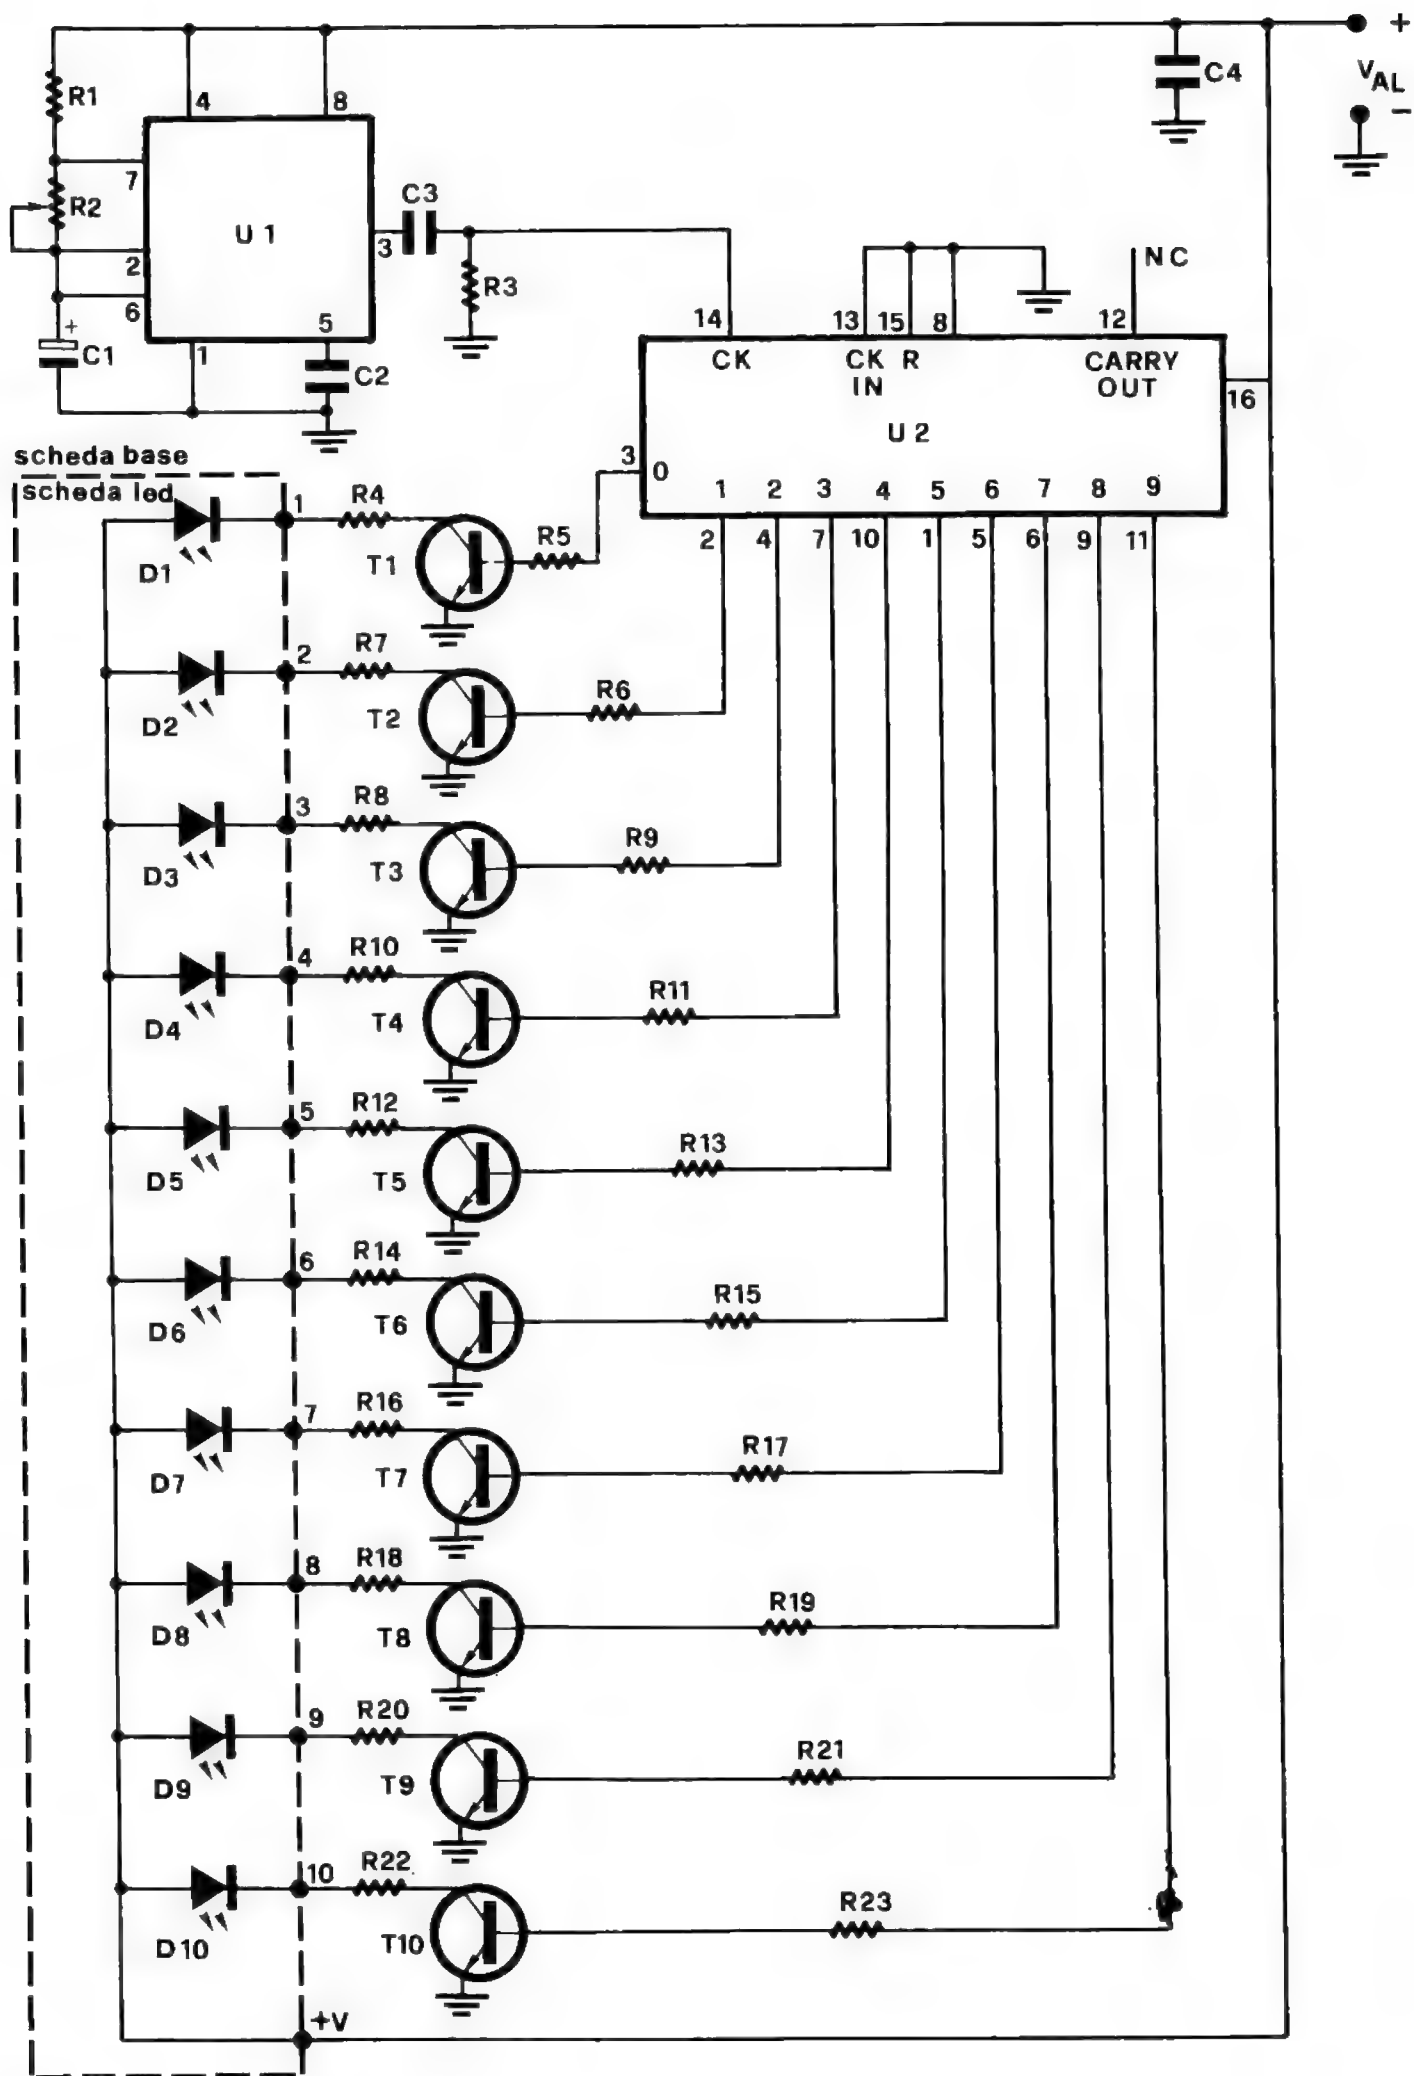 +
V AL
−
C4
R1
4
8
7
R2
U 1
C3
3
2
6
R3
+
C1
1
5
C2
14
13
15
8
12
NC
CK
CK IN
R
CARRY OUT
16
U 2
3
0
1
2
3
4
5
6
7
8
9
2
4
7
10
1
5
6
9
11
scheda base
scheda led
1
R4
R5
D1
T1
2
R7
R6
D2
T2
3
R8
R9
D3
T3
4
R10
R11
D4
T4
5
R12
R13
D5
T5
6
R14
R15
D6
T6
7
R16
R17
D7
T7
8
R18
R19
D8
T8
9
R20
R21
D9
T9
10
R22
R23
D10
T10
+V